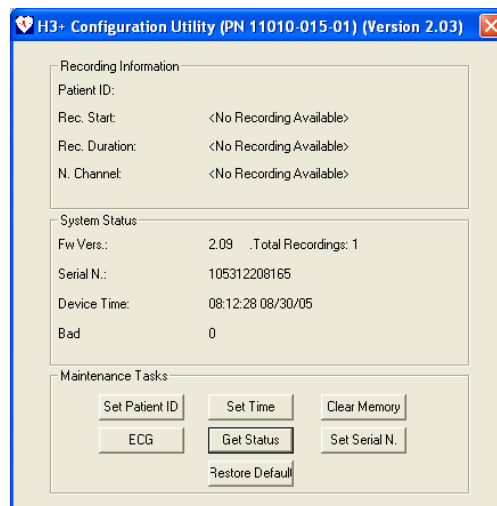 H3+ Configuration Utility (PN 11010-015-01) (Version 2.03)
Recording Information
Patient ID:
Rec. Start: <No Recording Available>
Rec. Duration: <No Recording Available>
N. Channel: <No Recording Available>
System Status
Fw Vers.: 2.09 .Total Recordings: 1
Serial N.: 105312208165
Device Time: 08:12:28 08/30/05
Bad 0
Maintenance Tasks
Set Patient ID Set Time Clear Memory
ECG Get Status Set Serial N.
Restore Default